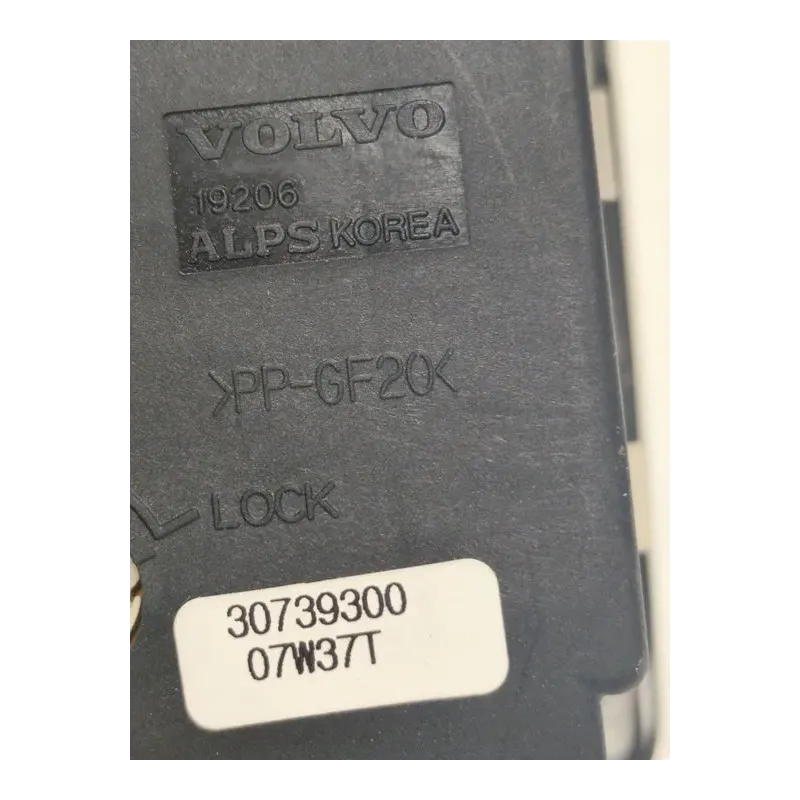 VOLVO
19206
ALPS KOREA
>PP-GF20<
LOCK
30739300
07W37T